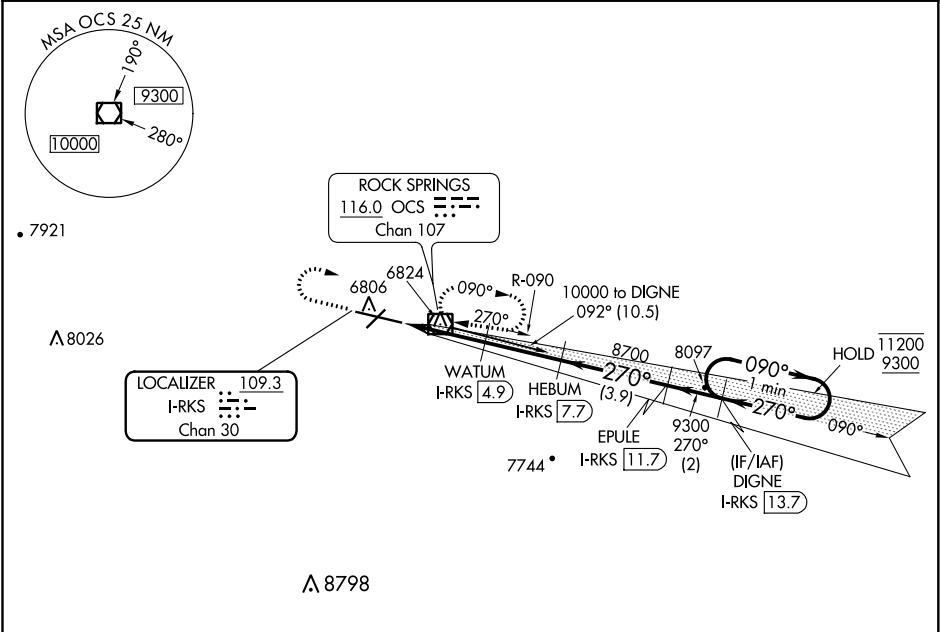 MSA OCS 25 NM
190°
9300
280°
10000
7921
ROCK SPRINGS
116.0 OCS
Chan 107
6824
6806
090°
R-090
270°
10000 to DIGNE
092° (10.5)
8026
LOCALIZER 109.3
I-RKS
Chan 30
WATUM
I-RKS 4.9
HEBUM
I-RKS 7.7
8700
270°
(3.9)
8097
090°
1 min
270°
HOLD 11200
9300
090°
EPULE
I-RKS 11.7
9300
270°
(2)
(IF/IAF)
DIGNE
I-RKS 13.7
7744
8798